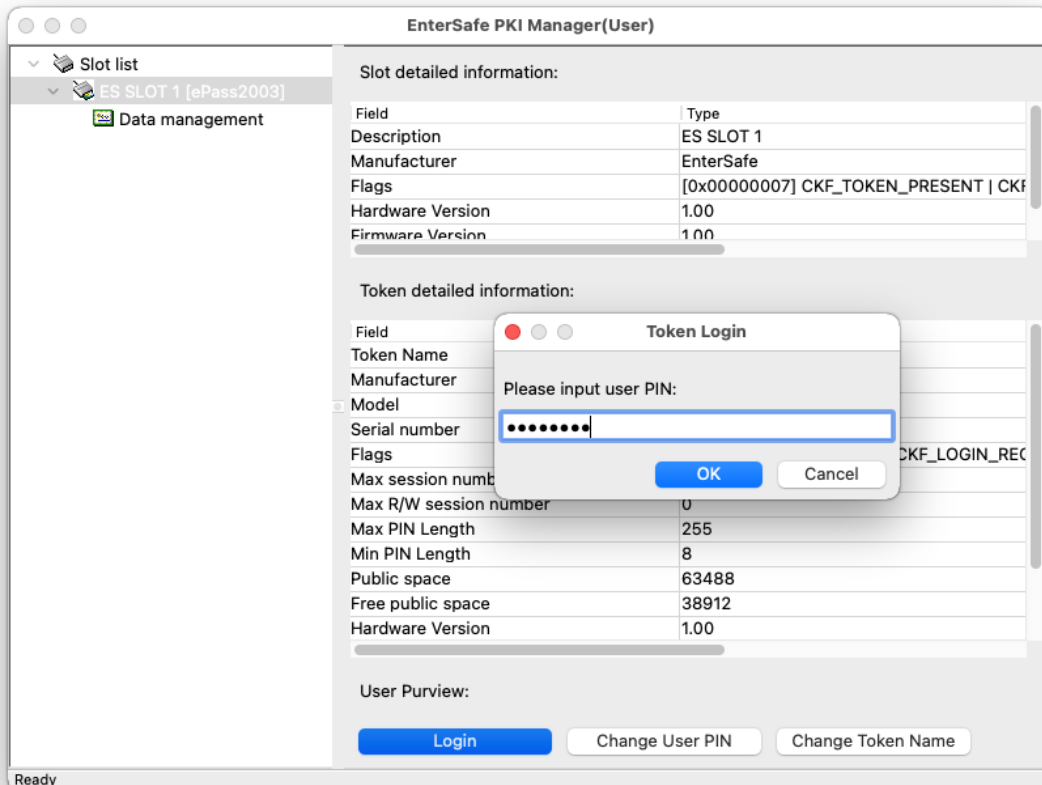 EnterSafe PKI Manager(User)
Slot list
ES SLOT 1 [ePass2003]
Data management
Slot detailed information:
Field Type
Description ES SLOT 1
Manufacturer EnterSafe
Flags [0x00000007] CKF_TOKEN_PRESENT | CKF
Hardware Version 1.00
Firmware Version 1.00
Token detailed information:
Field
Token Name
Manufacturer
Model
Serial number
Flags CKF_LOGIN_REQ
Max session numb
Max R/W session number 0
Max PIN Length 255
Min PIN Length 8
Public space 63488
Free public space 38912
Hardware Version 1.00
Token Login
Please input user PIN:
••••••••
OK Cancel
User Purview:
Login Change User PIN Change Token Name
Ready